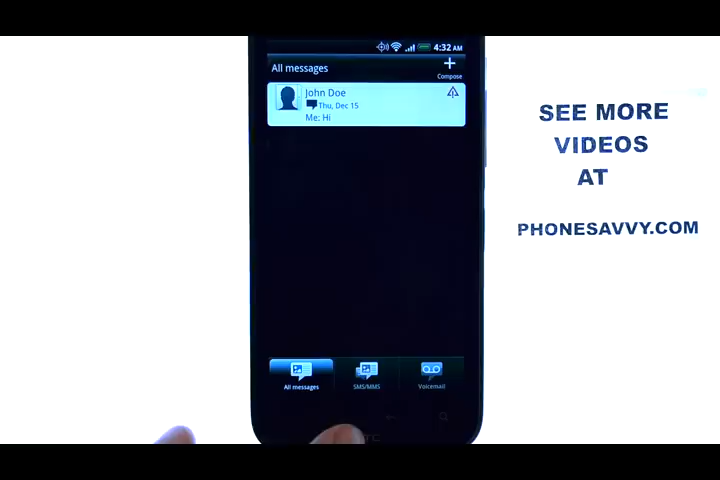 4:32 AM
All messages
Compose
John Doe
Thu, Dec 15
Me: Hi
All messages
SMS/MMS
Voicemail
SEE MORE
VIDEOS
AT
PHONESAVVY.COM